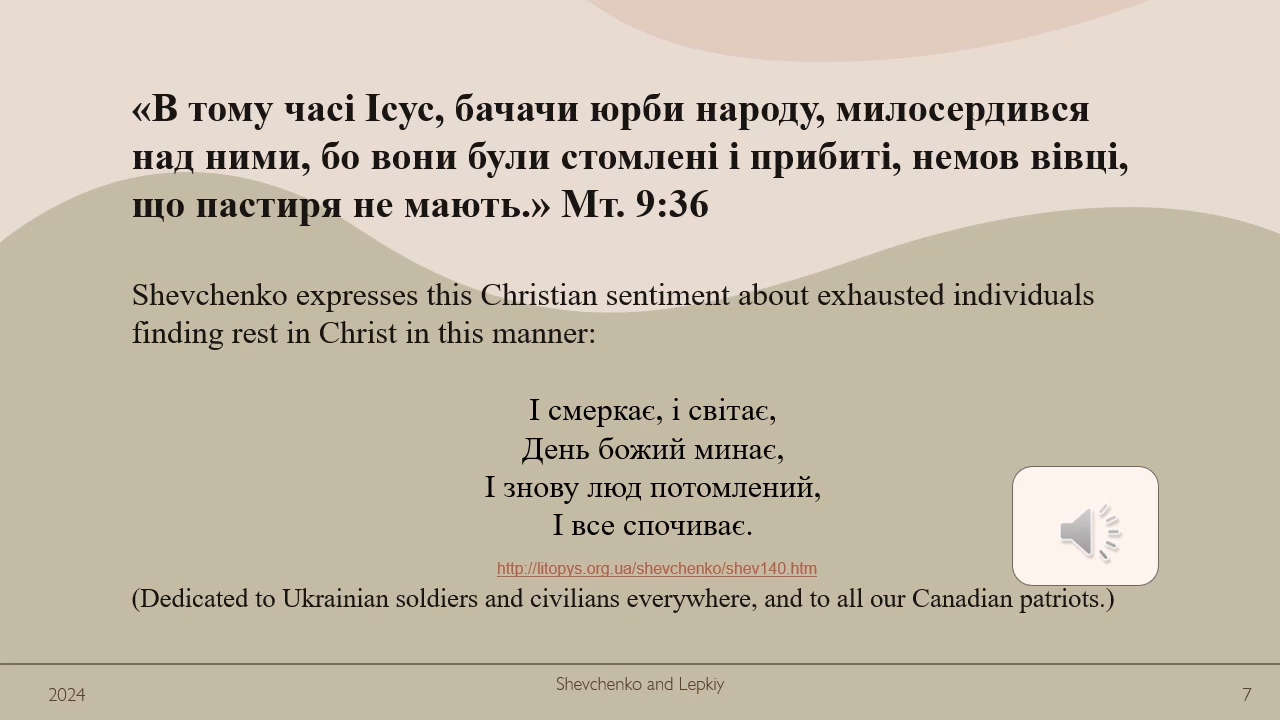 «В тому часі Ісус, бачачи юрби народу, милосердився
над ними, бо вони були стомлені і прибиті, немов вівці,
що пастиря не мають.» Мт. 9:36
Shevchenko expresses this Christian sentiment about exhausted individuals
finding rest in Christ in this manner:
І смеркає, і світає,
День божий минає,
І знову люд потомлений,
І все спочиває.
http://litopys.org.ua/shevchenko/shev140.htm
(Dedicated to Ukrainian soldiers and civilians everywhere, and to all our Canadian patriots.)
2024
Shevchenko and Lepkiy
7